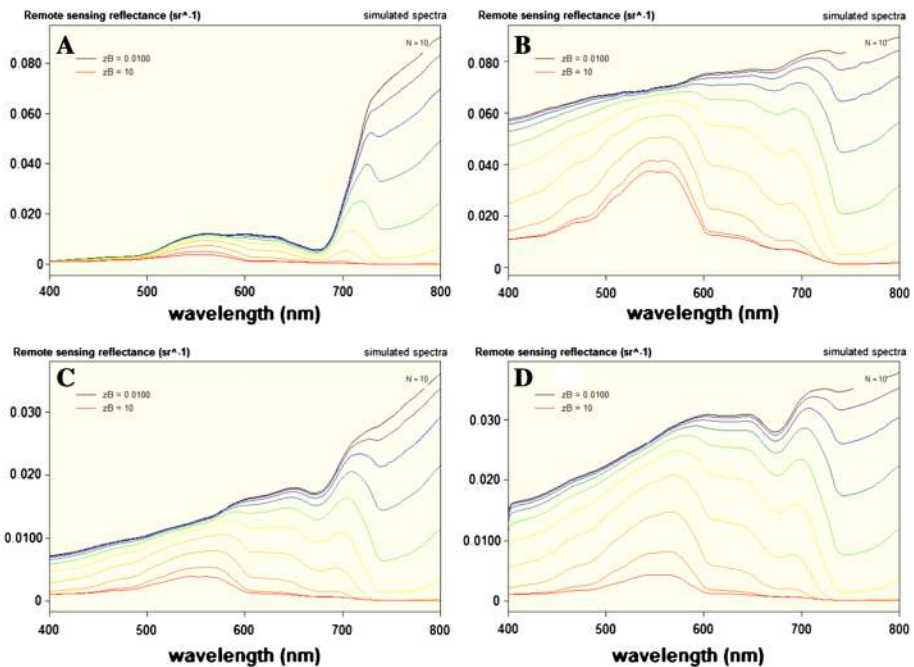 Remote sensing reflectance (sr^-1) simulated spectra
A
N = 10
zB = 0.0100
zB = 10
0.080
0.060
0.040
0.020
0
400 500 600 700 800
wavelength (nm)
Remote sensing reflectance (sr^-1) simulated spectra
B
N = 10
zB = 0.0100
zB = 10
0.080
0.060
0.040
0.020
0
400 500 600 700 800
wavelength (nm)
Remote sensing reflectance (sr^-1) simulated spectra
C
N = 10
zB = 0.0100
zB = 10
0.030
0.020
0.0100
0
400 500 600 700 800
wavelength (nm)
Remote sensing reflectance (sr^-1) simulated spectra
D
N = 10
zB = 0.0100
zB = 10
0.030
0.020
0.0100
0
400 500 600 700 800
wavelength (nm)